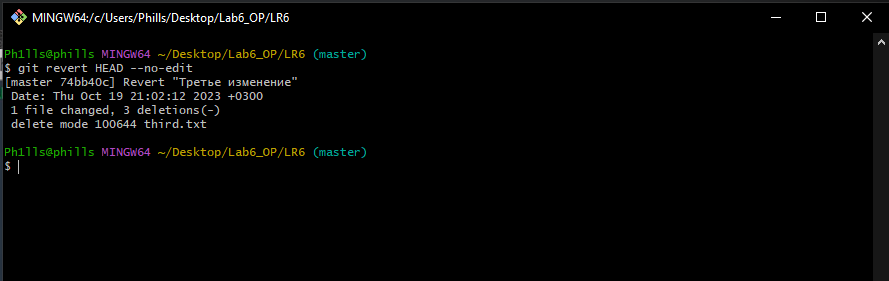 MINGW64:/c/Users/Phills/Desktop/Lab6_OP/LR6
Ph1lls@phills MINGW64 ~/Desktop/Lab6_OP/LR6 (master)
$ git revert HEAD --no-edit
[master 74bb40c] Revert "Третье изменение"
 Date: Thu Oct 19 21:02:12 2023 +0300
 1 file changed, 3 deletions(-)
 delete mode 100644 third.txt
Ph1lls@phills MINGW64 ~/Desktop/Lab6_OP/LR6 (master)
$